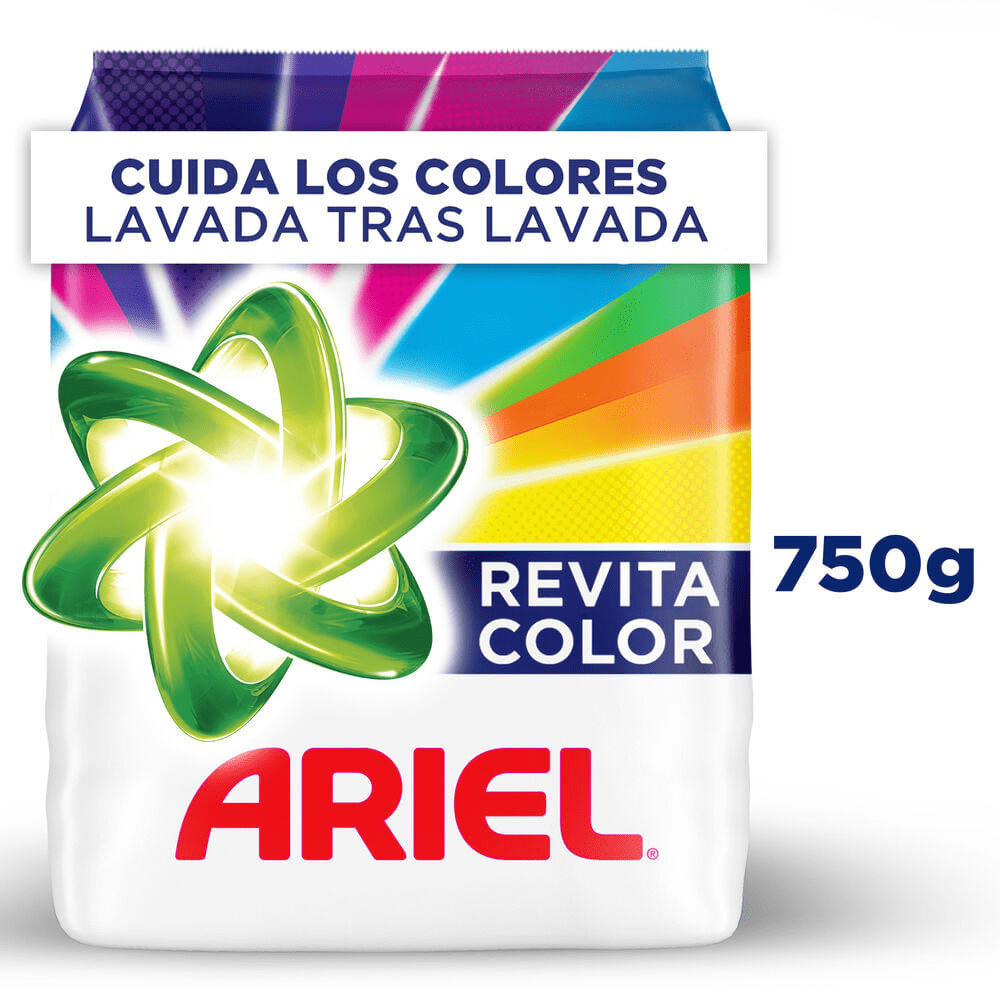 CUIDA LOS COLORES
LAVADA TRAS LAVADA
REVITA
COLOR
750g
ARIEL®